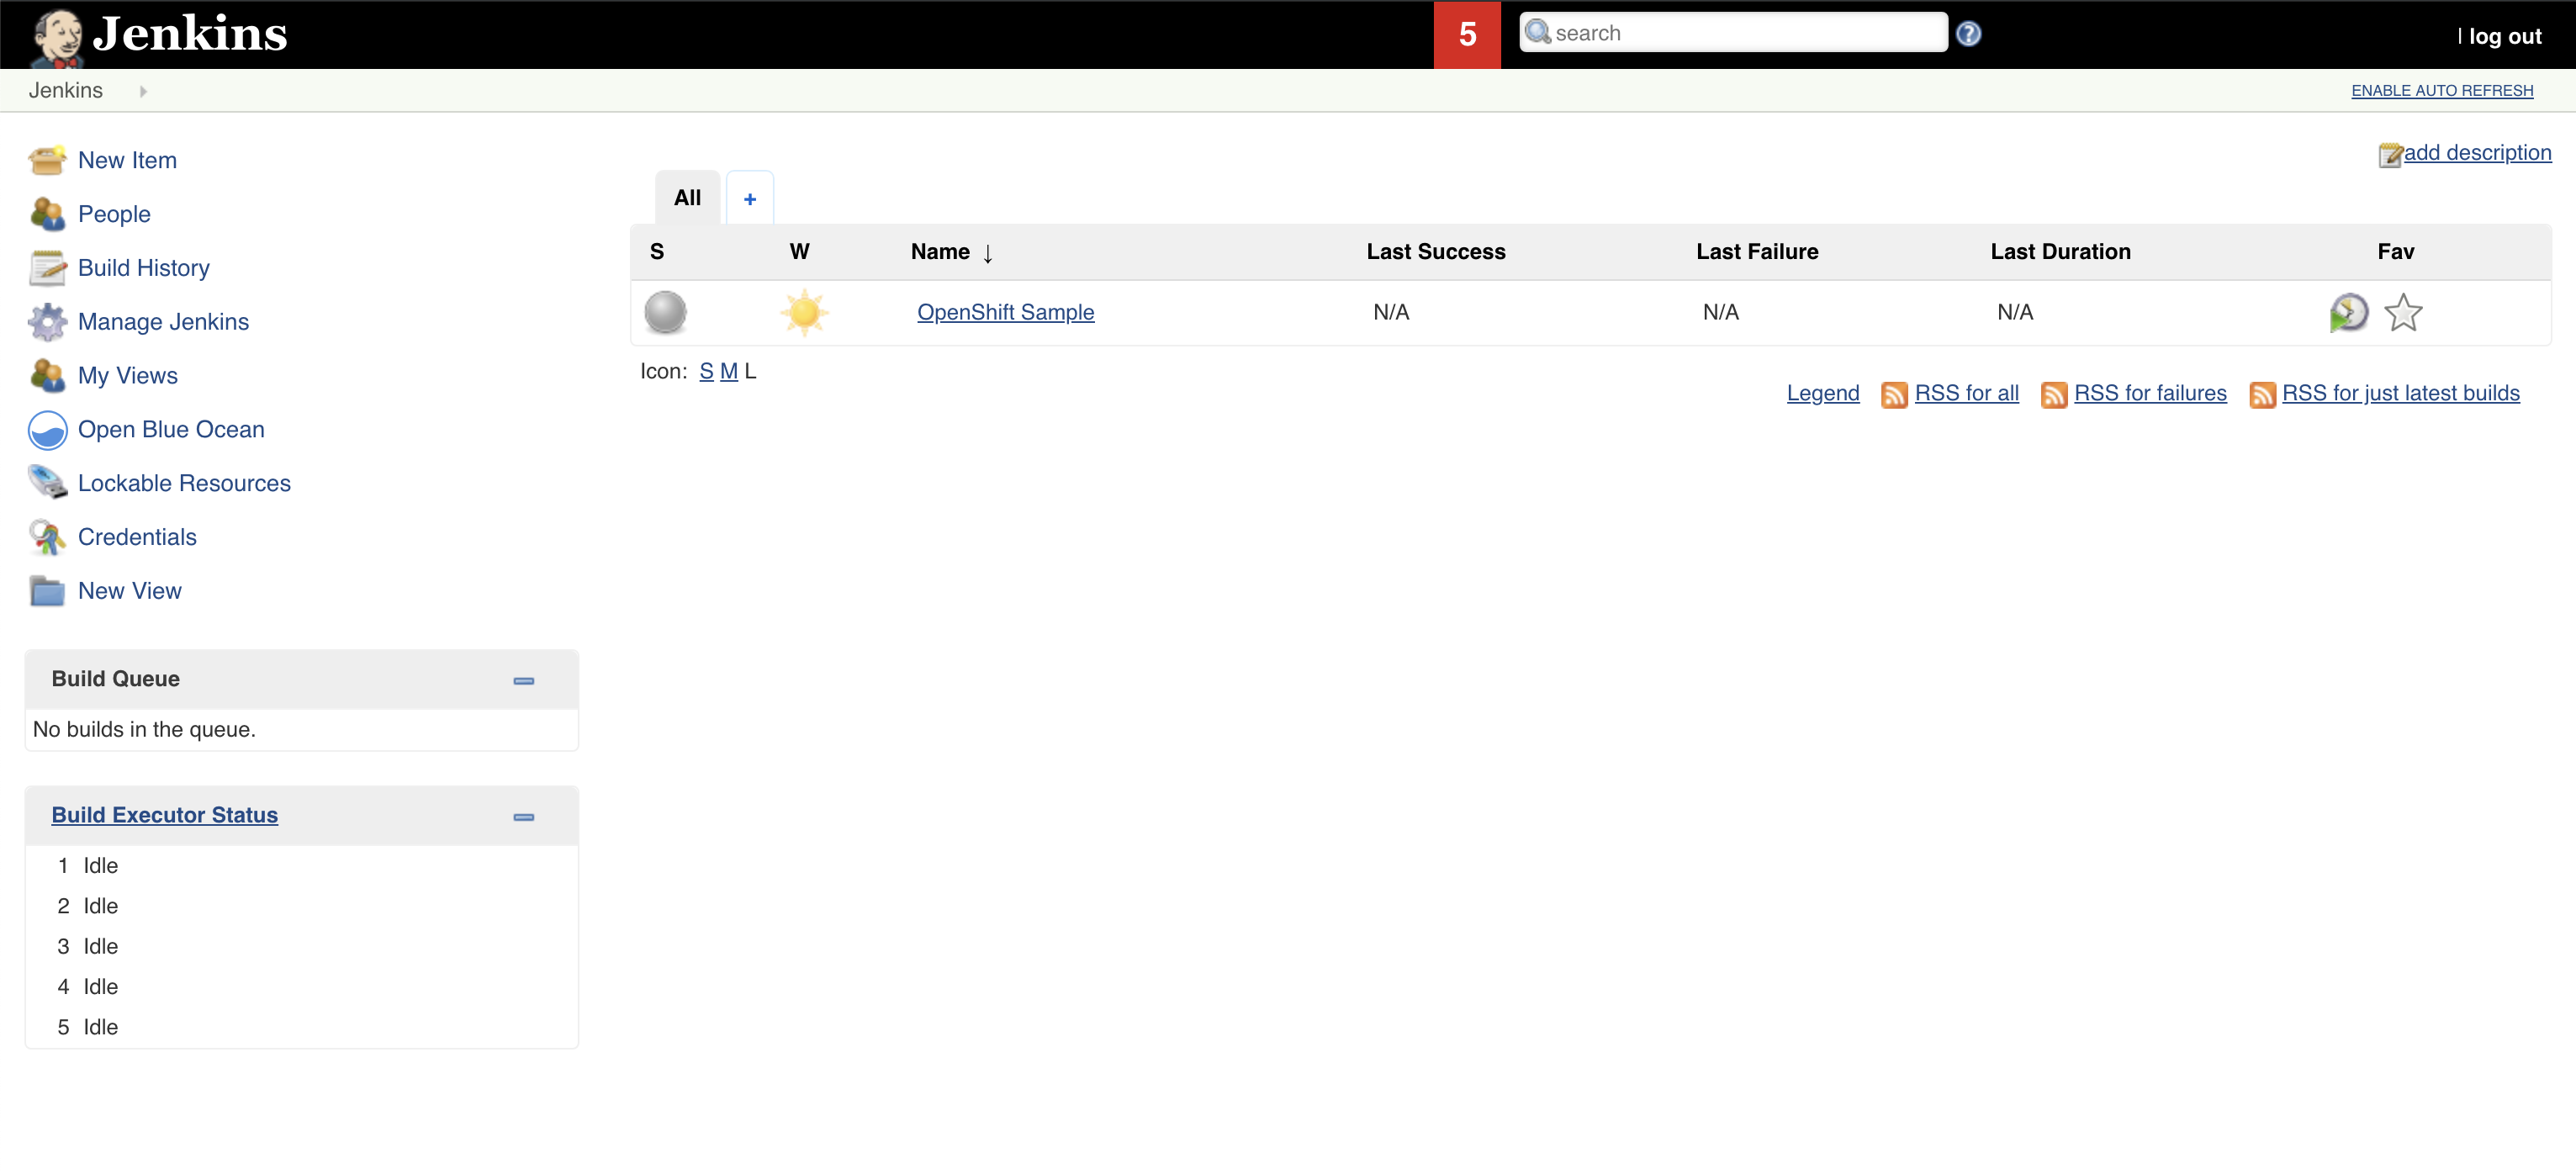 Jenkins
5
search
| log out
Jenkins
ENABLE AUTO REFRESH
New Item
People
Build History
Manage Jenkins
My Views
Open Blue Ocean
Lockable Resources
Credentials
New View
Build Queue
No builds in the queue.
Build Executor Status
1 Idle
2 Idle
3 Idle
4 Idle
5 Idle
add description
All +
S W Name ↓ Last Success Last Failure Last Duration Fav
OpenShift Sample N/A N/A N/A
Icon: S M L
Legend RSS for all RSS for failures RSS for just latest builds